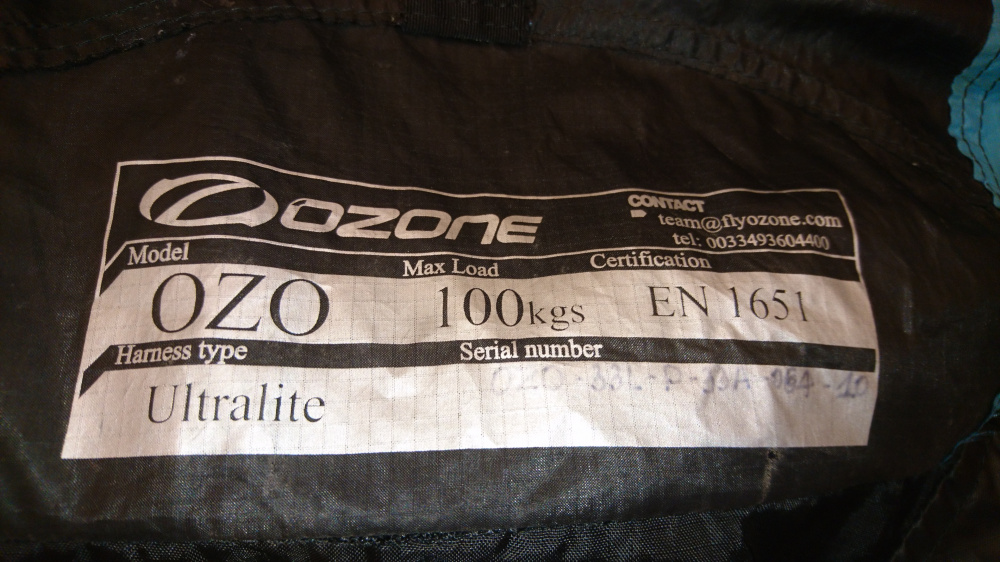 OZONE
CONTACT
team@flyozone.com
tel: 0033493604400
Model
Max Load
Certification
OZO
100kgs
EN 1651
Harness type
Serial number
Ultralite